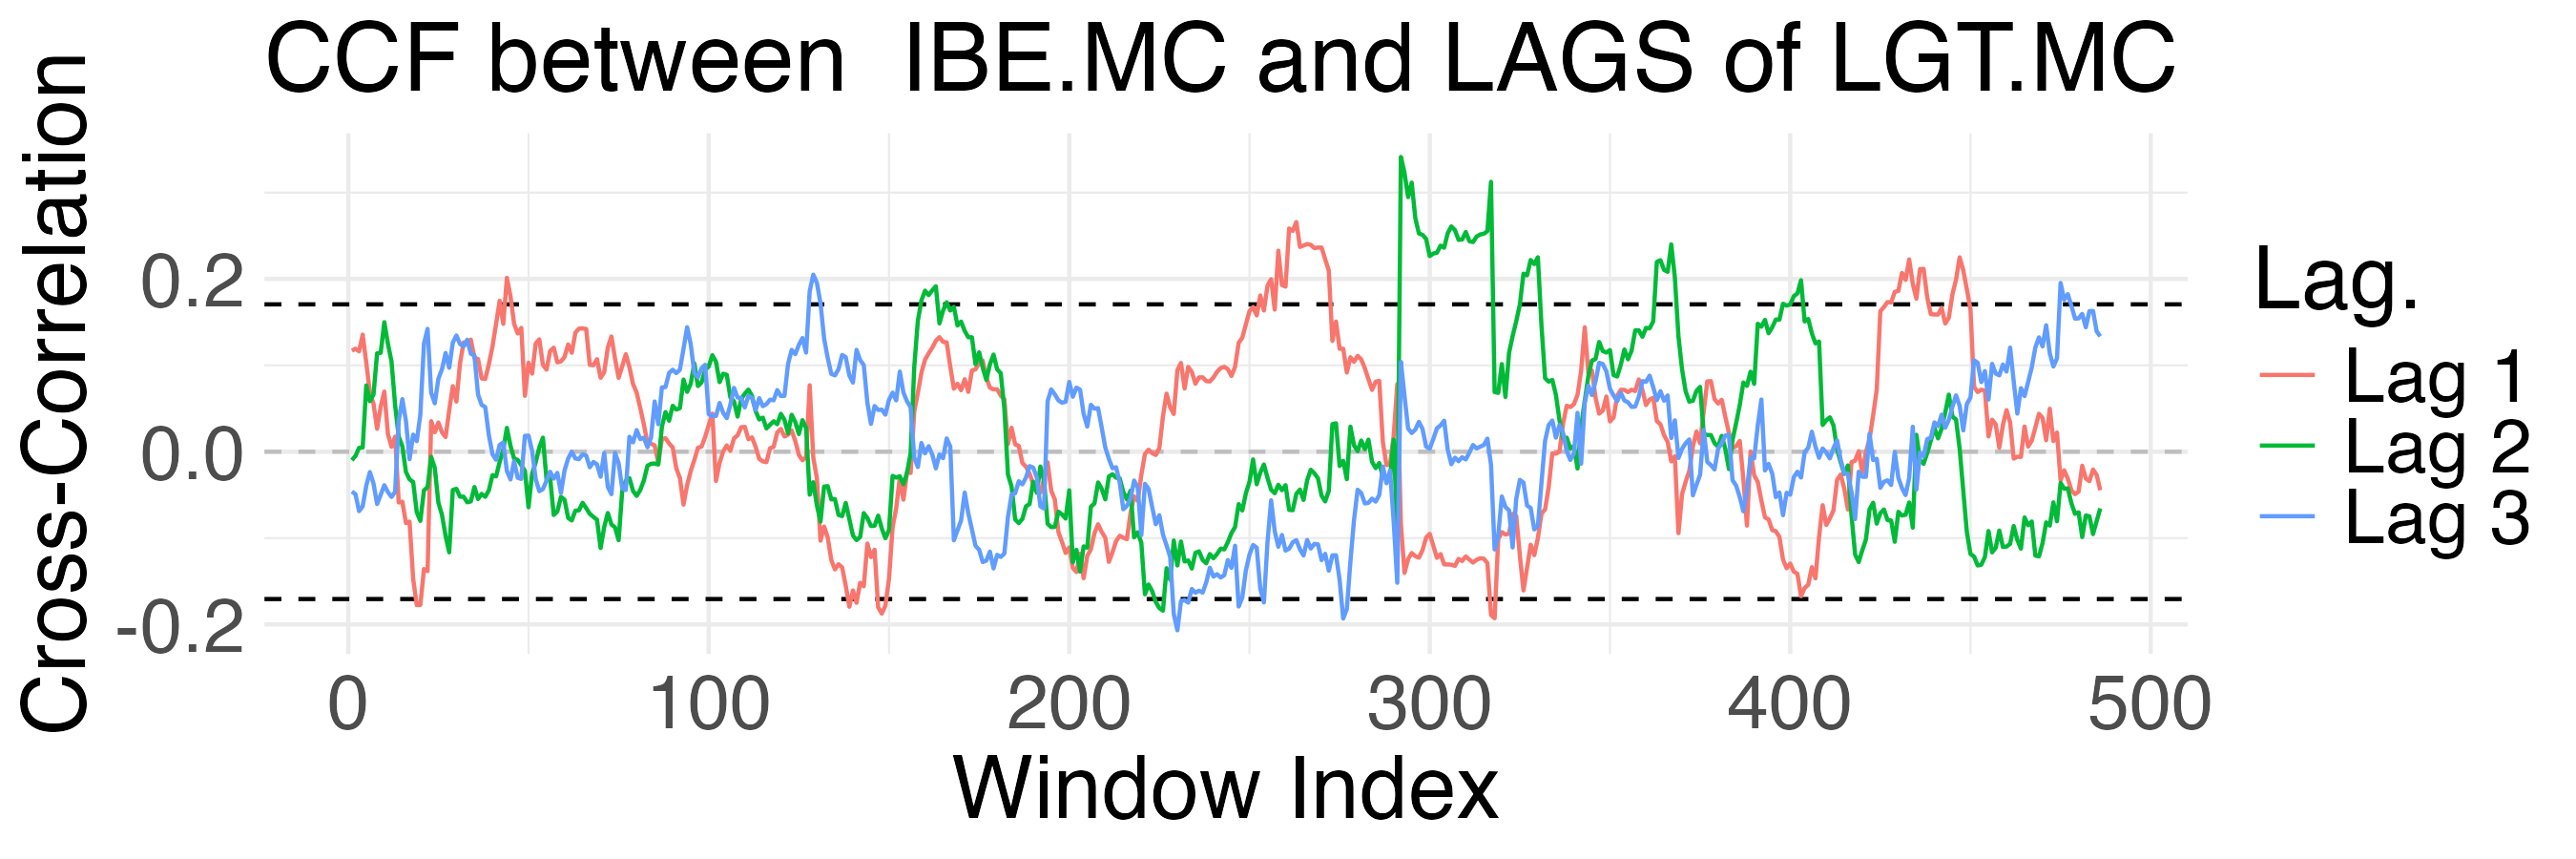 CCF between  IBE.MC and LAGS of LGT.MC
Cross-Correlation
0.2
0.0
-0.2
0 100 200 300 400 500
Window Index
Lag.
Lag 1
Lag 2
Lag 3